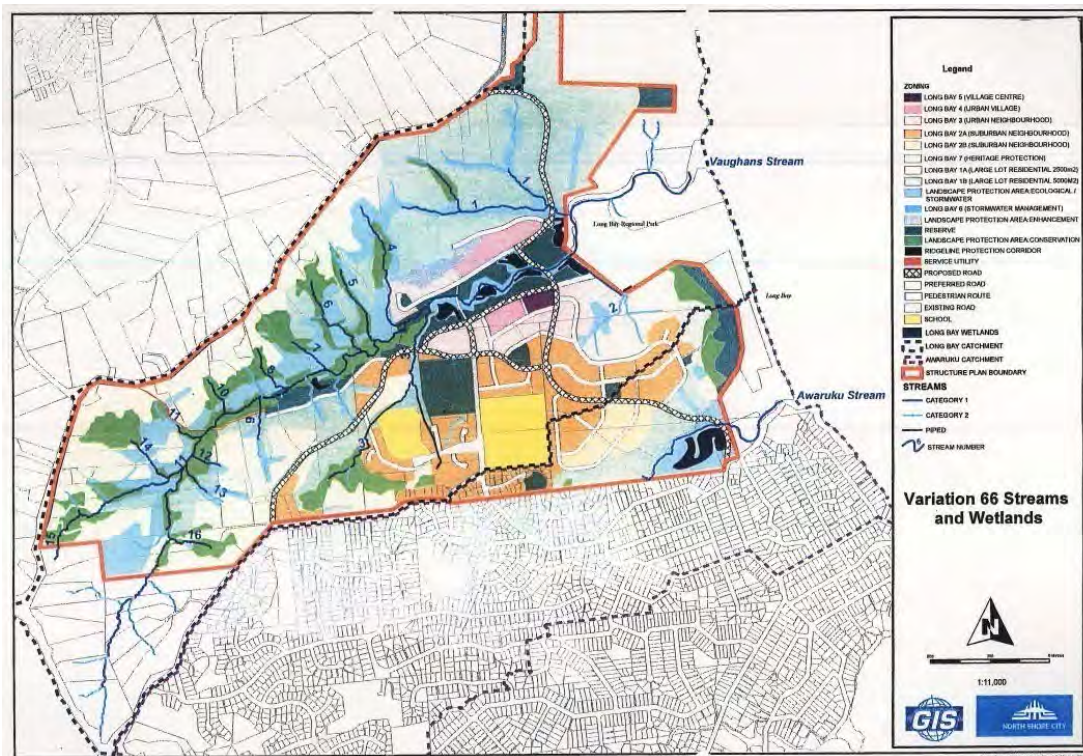 Vaughans Stream
Long Bay Regional Park
Long Bay
Awaruku Stream
1
1
2
3
4
5
6
7
9
9
10
11
12
13
14
15
16
Legend
ZONING
LONG BAY 5 (VILLAGE CENTRE)
LONG BAY 4 (URBAN VILLAGE)
LONG BAY 3 (URBAN NEIGHBOURHOOD)
LONG BAY 2A (SUBURBAN NEIGHBOURHOOD)
LONG BAY 2B (SUBURBAN NEIGHBOURHOOD)
LONG BAY 7 (HERITAGE PROTECTION)
LONG BAY 1A (LARGE LOT RESIDENTIAL 2500m2)
LONG BAY 1B (LARGE LOT RESIDENTIAL 5000M2)
LANDSCAPE PROTECTION AREA:ECOLOGICAL /
STORMWATER
LONG BAY 6 (STORMWATER MANAGEMENT)
LANDSCAPE PROTECTION AREA:ENHANCEMENT
RESERVE
LANDSCAPE PROTECTION AREA:CONSERVATION
RIDGELINE PROTECTION CORRIDOR
SERVICE UTILITY
PROPOSED ROAD
PREFERRED ROAD
PEDESTRIAN ROUTE
EXISTING ROAD
SCHOOL
LONG BAY WETLANDS
LONG BAY CATCHMENT
AWARUKU CATCHMENT
STRUCTURE PLAN BOUNDARY
STREAMS
CATEGORY 1
CATEGORY 2
PIPED
STREAM NUMBER
Variation 66 Streams
and Wetlands
N
1:11,000
GIS
NORTH SHORE CITY